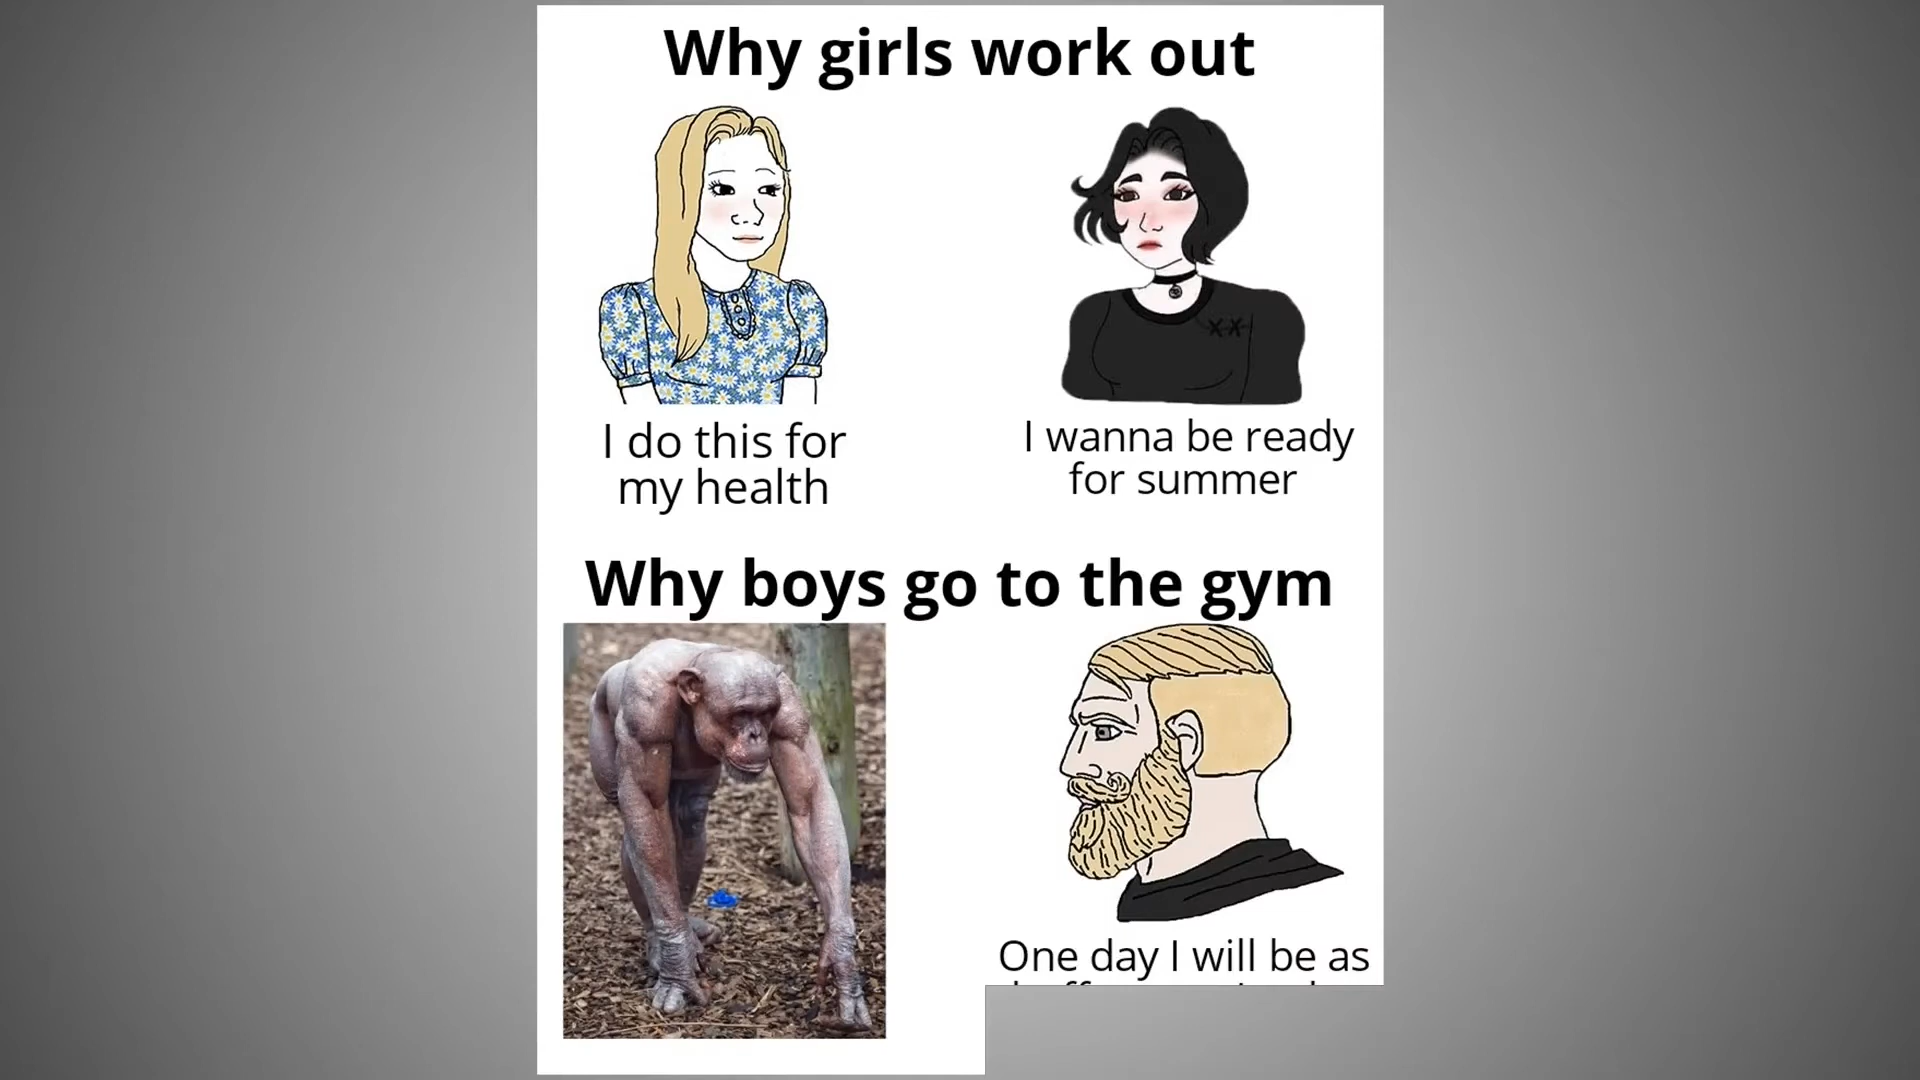 Why girls work out
I do this for
my health
I wanna be ready
for summer
Why boys go to the gym
One day I will be as